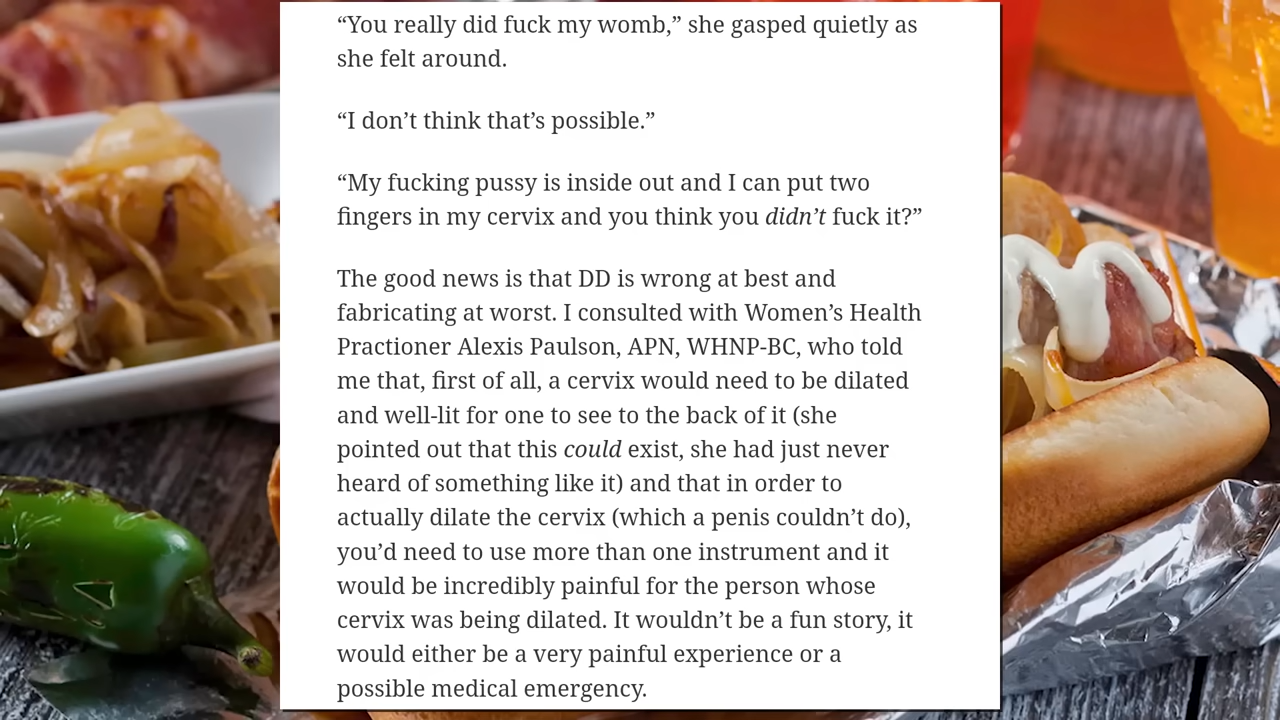 “You really did fuck my womb,” she gasped quietly as
she felt around.
“I don’t think that’s possible.”
“My fucking pussy is inside out and I can put two
fingers in my cervix and you think you didn’t fuck it?”
The good news is that DD is wrong at best and
fabricating at worst. I consulted with Women’s Health
Practioner Alexis Paulson, APN, WHNP-BC, who told
me that, first of all, a cervix would need to be dilated
and well-lit for one to see to the back of it (she
pointed out that this could exist, she had just never
heard of something like it) and that in order to
actually dilate the cervix (which a penis couldn’t do),
you’d need to use more than one instrument and it
would be incredibly painful for the person whose
cervix was being dilated. It wouldn’t be a fun story, it
would either be a very painful experience or a
possible medical emergency.